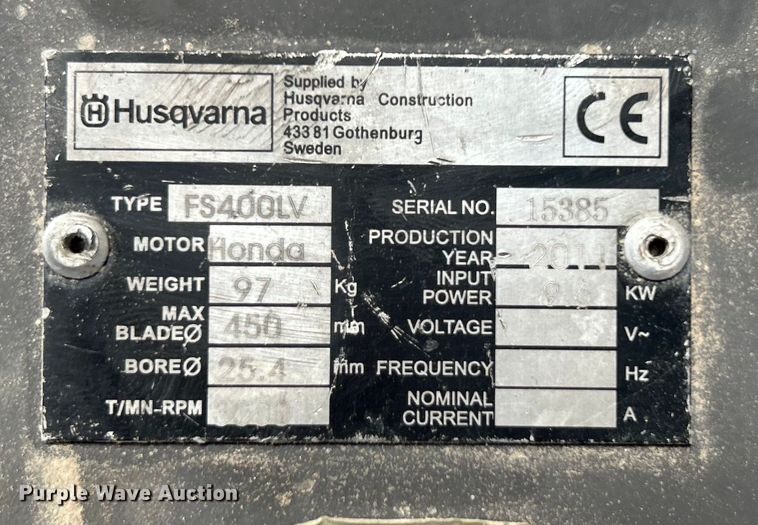 Husqvarna
Supplied by
Husqvarna Construction
Products
433 81 Gothenburg
Sweden
CE
TYPE FS400LV
MOTOR Honda
WEIGHT 97 Kg
MAX
BLADEØ 450 mm
BOREØ 25.4 mm
T/MN-RPM
SERIAL NO. 15385
PRODUCTION
YEAR 2011
INPUT
POWER KW
VOLTAGE V~
FREQUENCY Hz
NOMINAL
CURRENT A
Purple Wave Auction